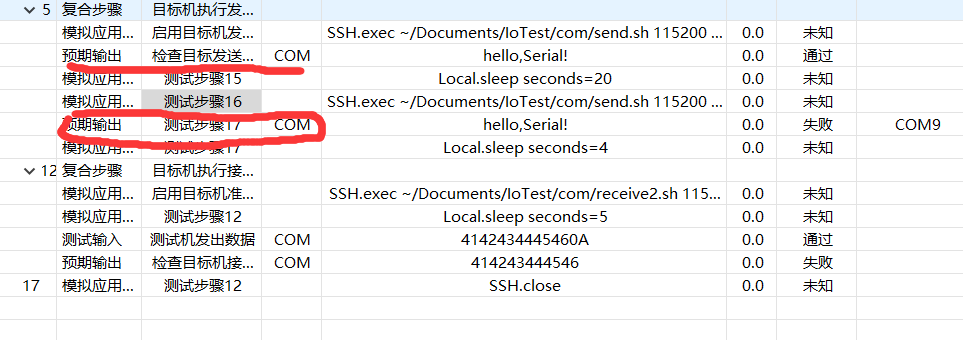 5 复合步骤 目标机执行发...
模拟应用... 启用目标机发... SSH.exec ~/Documents/IoTest/com/send.sh 115200 ... 0.0 未知
预期输出 检查目标发送... COM hello,Serial! 0.0 通过
模拟应用... 测试步骤15 Local.sleep seconds=20 0.0 未知
模拟应用... 测试步骤16 SSH.exec ~/Documents/IoTest/com/send.sh 115200 ... 0.0 未知
预期输出 测试步骤17 COM hello,Serial! 0.0 失败 COM9
模拟应用... 测试步骤17 Local.sleep seconds=4 0.0 未知
12 复合步骤 目标机执行接...
模拟应用... 启用目标机准... SSH.exec ~/Documents/IoTest/com/receive2.sh 115... 0.0 未知
模拟应用... 测试步骤12 Local.sleep seconds=5 0.0 未知
测试输入 测试机发出数据 COM 4142434445460A 0.0 通过
预期输出 检查目标机接... COM 414243444546 0.0 失败
17 模拟应用... 测试步骤12 SSH.close 0.0 未知